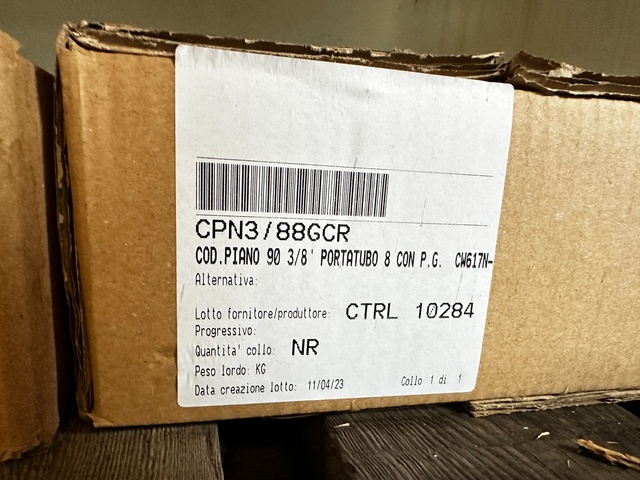 CPN3/88GCR
COD.PIANO 90 3/8' PORTATUBO 8 CON P.G. CW617N-
Alternativa:
Lotto fornitore/produttore: CTRL 10284
Progressivo:
Quantita' collo: NR
Peso lordo: KG
Data creazione lotto: 11/04/23 Collo 1 di 1